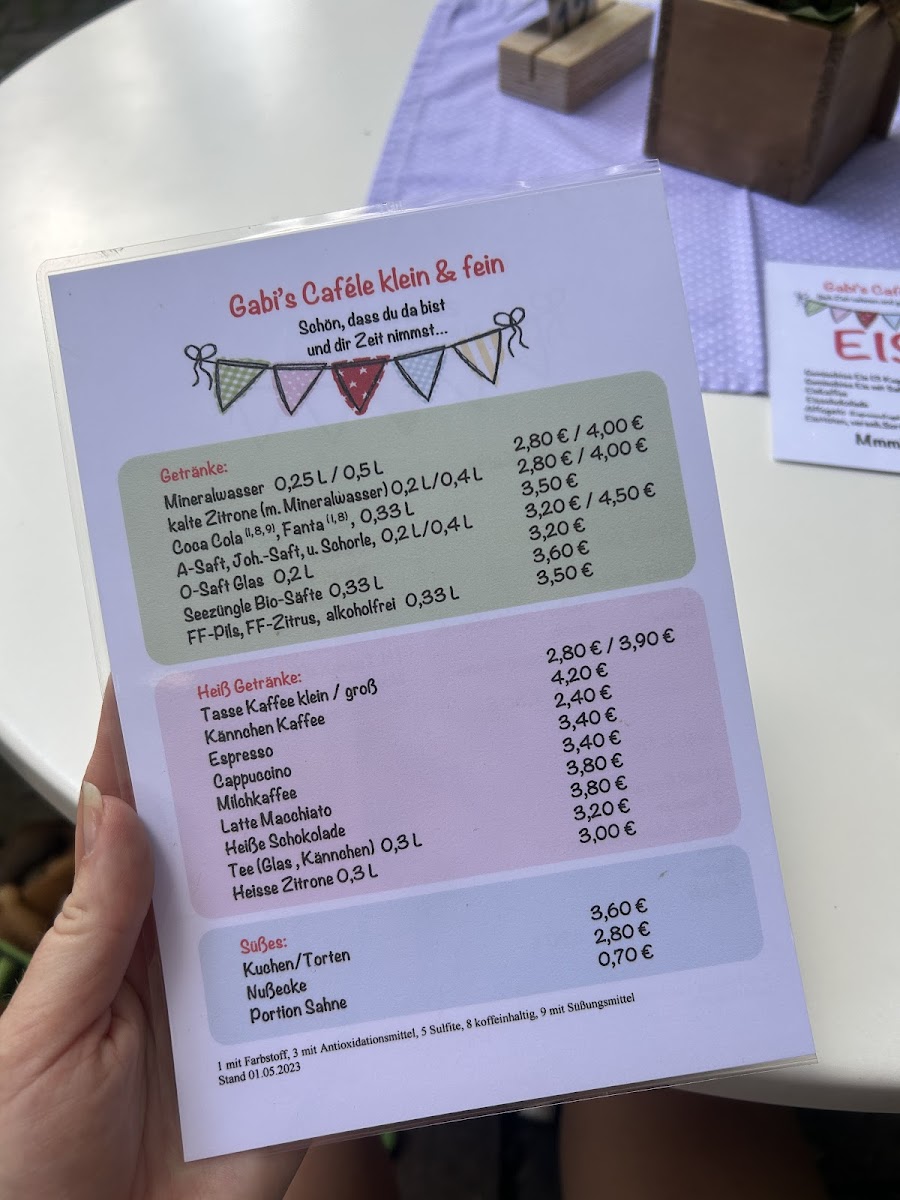 Gabi's Caféle klein & fein
Schön, dass du da bist
und dir Zeit nimmst...
Getränke:
Mineralwasser 0,25 L / 0,5 L 2,80 € / 4,00 €
kalte Zitrone (m. Mineralwasser) 0,2 L/0,4 L 2,80 € / 4,00 €
Coca Cola (1,8,9), Fanta (1,8), 0,33 L 3,50 €
A-Saft, Joh.-Saft, u. Schorle, 0,2 L/0,4 L 3,20 € / 4,50 €
O-Saft Glas 0,2 L 3,20 €
Seezüngle Bio-Säfte 0,33 L 3,60 €
FF-Pils, FF-Zitrus, alkoholfrei 0,33 L 3,50 €
Heiß Getränke:
Tasse Kaffee klein / groß 2,80 € / 3,90 €
Kännchen Kaffee 4,20 €
Espresso 2,40 €
Cappuccino 3,40 €
Milchkaffee 3,40 €
Latte Macchiato 3,80 €
Heiße Schokolade 3,80 €
Tee (Glas , Kännchen) 0,3 L 3,20 €
Heisse Zitrone 0,3 L 3,00 €
Süßes:
Kuchen/Torten 3,60 €
Nußecke 2,80 €
Portion Sahne 0,70 €
1 mit Farbstoff, 3 mit Antioxidationsmittel, 5 Sulfite, 8 koffeinhaltig, 9 mit Süßungsmittel
Stand 01.05.2023
Gabi's
EIS
Mmm